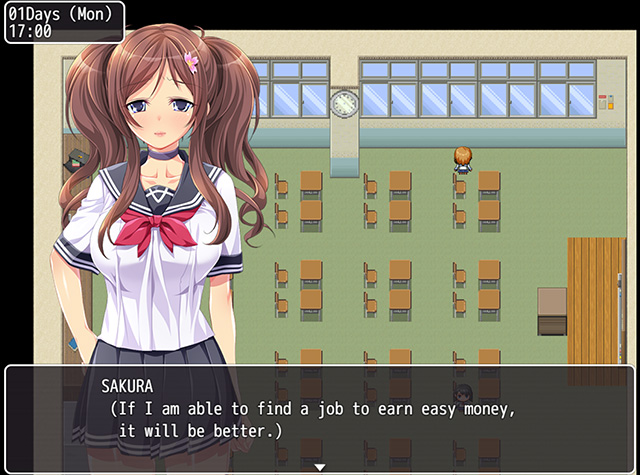 01Days (Mon)
17:00
SAKURA
(If I am able to find a job to earn easy money,
it will be better.)